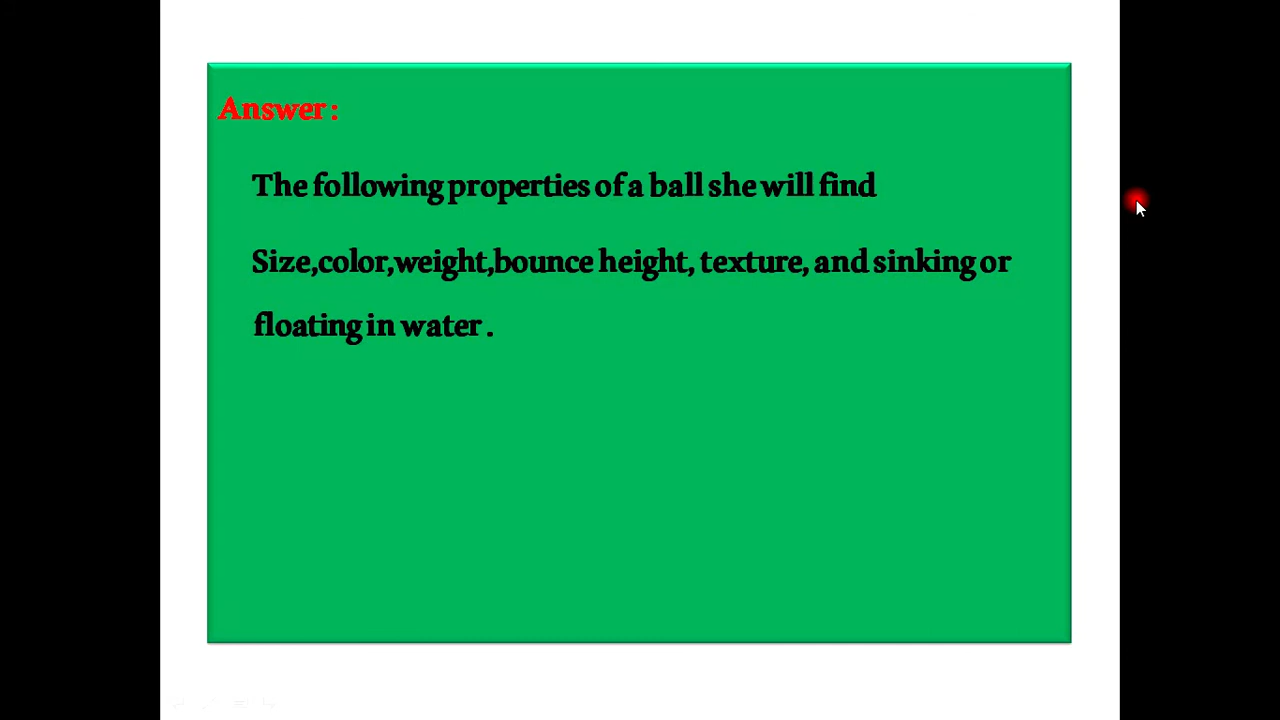 Answer :
The following properties of a ball she will find
Size,color,weight,bounce height, texture, and sinking or
floating in water .